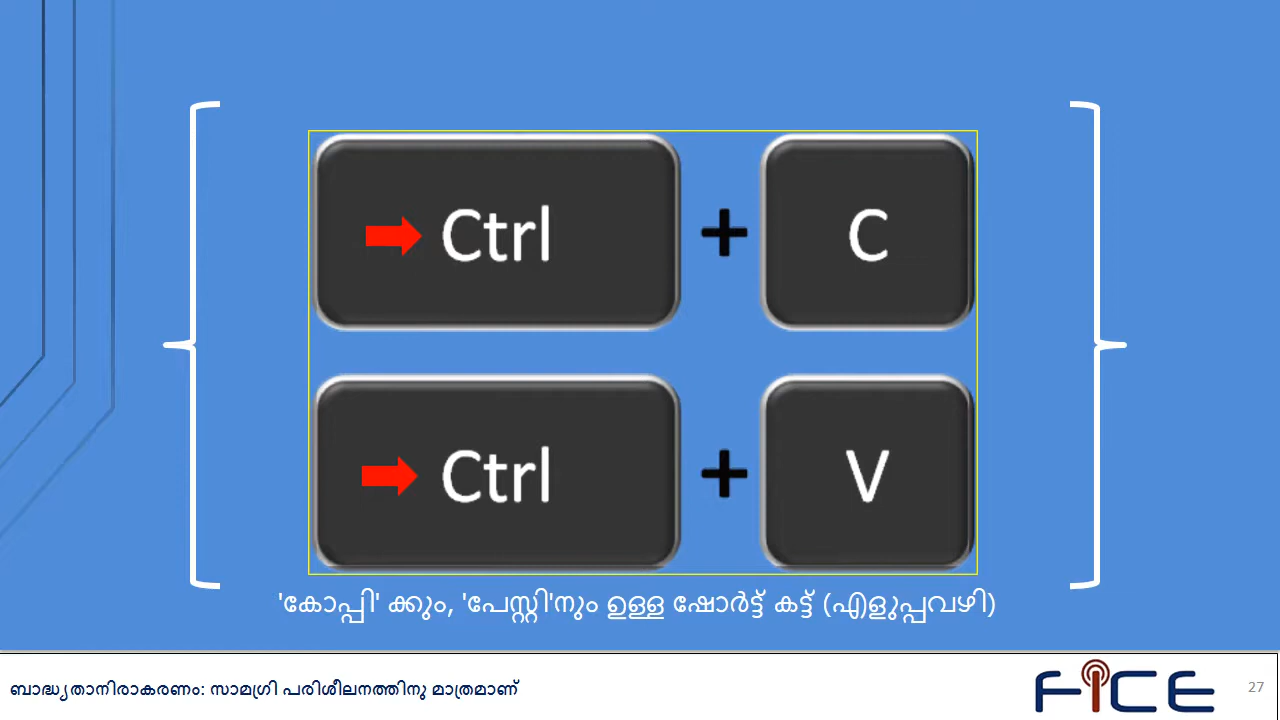 Ctrl + C
Ctrl + V
'കോപ്പി' ക്കും, 'പേസ്റ്റി'നും ഉള്ള ഷോർട്ട് കട്ട് (എളുപ്പവഴി)
ബാദ്ധ്യതാനിരാകരണം: സാമഗ്രി പരിശീലനത്തിനു മാത്രമാണ്
FiCE
27